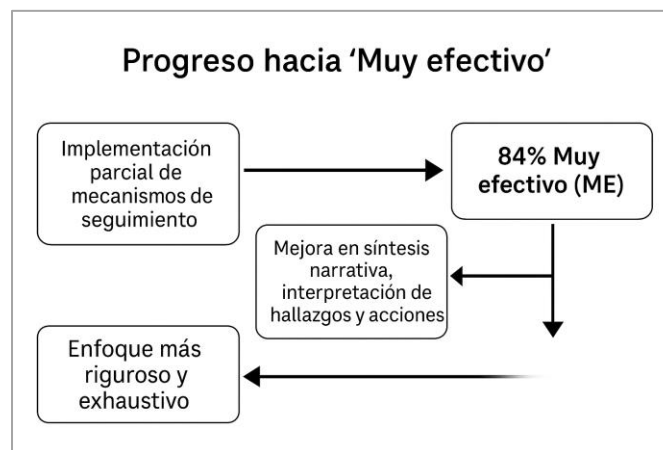 Progreso hacia ‘Muy efectivo’
Implementación
parcial de
mecanismos de
seguimiento
84% Muy
efectivo (ME)
Mejora en síntesis
narrativa,
interpretación de
hallazgos y acciones
Enfoque más
riguroso y
exhaustivo